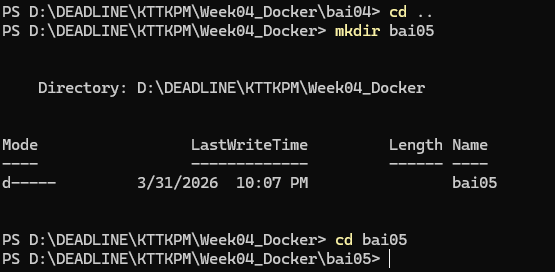 PS D:\DEADLINE\KTTKPM\Week04_Docker\bai04> cd ..
PS D:\DEADLINE\KTTKPM\Week04_Docker> mkdir bai05
Directory: D:\DEADLINE\KTTKPM\Week04_Docker
Mode LastWriteTime Length Name
---- ------------- ------ ----
d----- 3/31/2026 10:07 PM bai05
PS D:\DEADLINE\KTTKPM\Week04_Docker> cd bai05
PS D:\DEADLINE\KTTKPM\Week04_Docker\bai05>